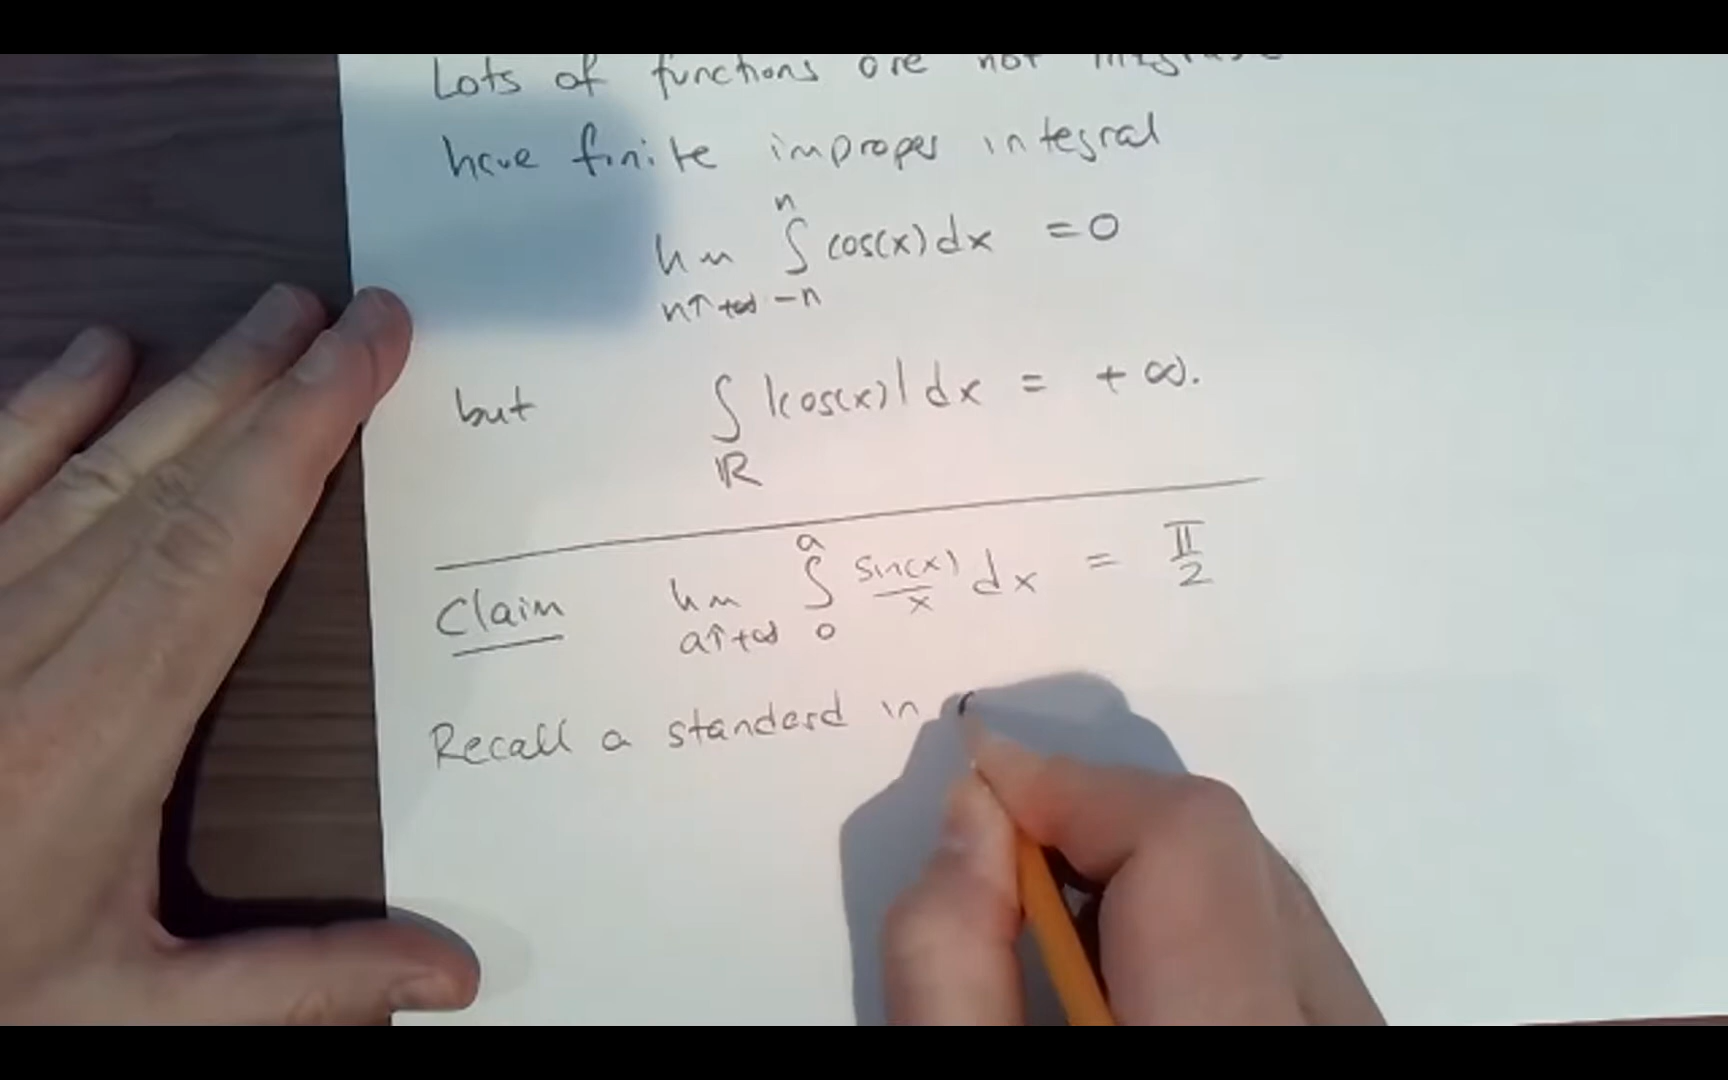 Lots of functions are not
have finite improper integral
lim ∫_{-n}^{n} cos(x) dx = 0
n↑+∞
but ∫_ℝ |cos(x)| dx = +∞.
Claim lim_{a↑+∞} ∫_0^a sin(x)/x dx = π/2
Recall a standard in